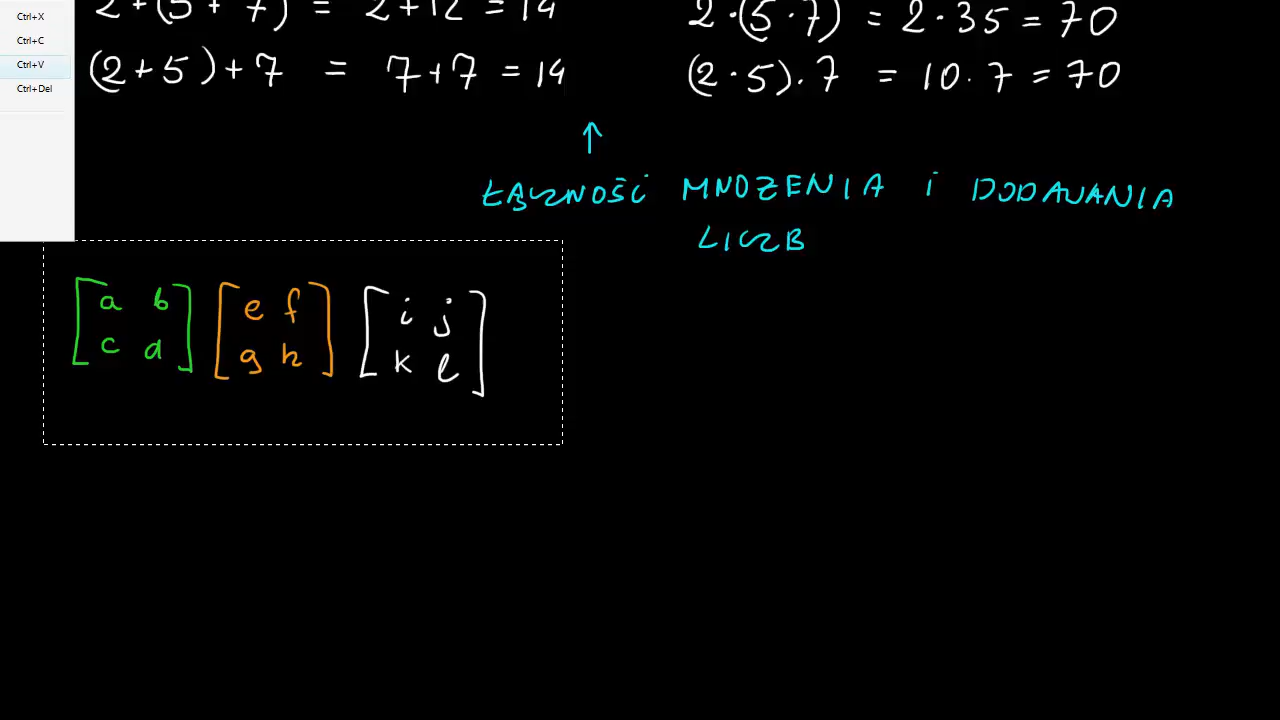 Ctrl+X
Ctrl+C
Ctrl+V
Ctrl+Del
2+(5+7) = 2+12 = 14
(2+5)+7 = 7+7 = 14
2·(5·7) = 2·35 = 70
(2·5)·7 = 10·7 = 70
↑
ŁĄCZNOŚĆ MNOŻENIA i DODAWANIA
LICZB
[a b] [e f] [i j]
[c d] [g h] [k l]